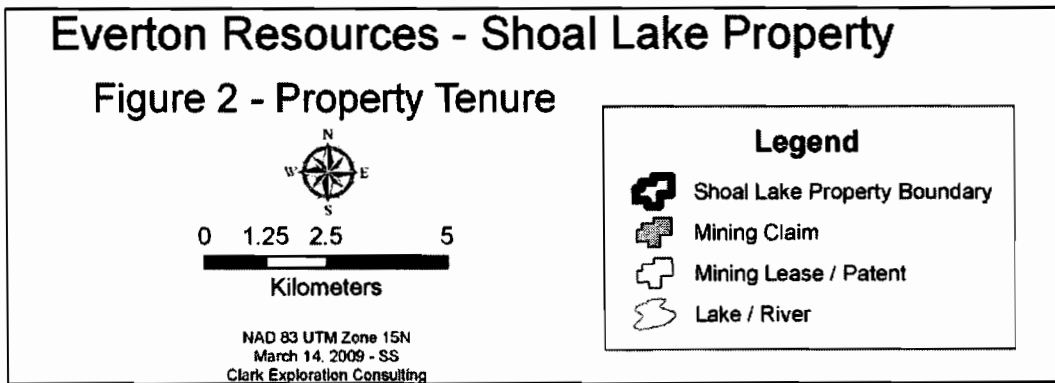 Everton Resources - Shoal Lake Property
Figure 2 - Property Tenure
N
W E
S
0 1.25 2.5 5
Kilometers
NAD 83 UTM Zone 15N
March 14, 2009 - SS
Clark Exploration Consulting
Legend
Shoal Lake Property Boundary
Mining Claim
Mining Lease / Patent
Lake / River